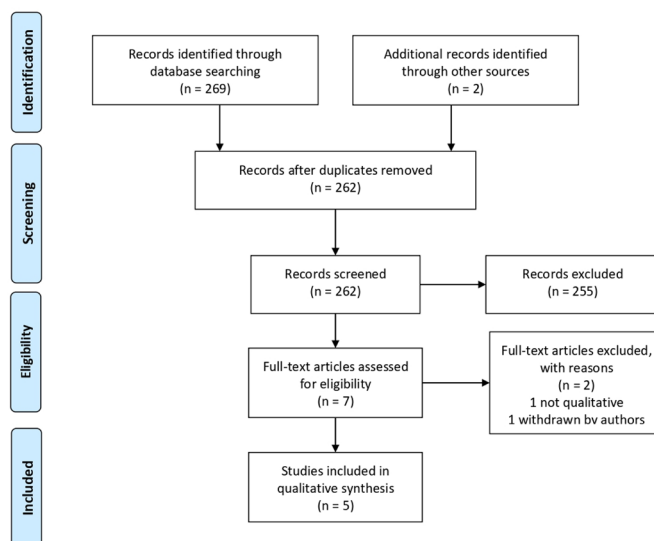 Identification
Records identified through
database searching
(n = 269)
Additional records identified
through other sources
(n = 2)
Screening
Records after duplicates removed
(n = 262)
Records screened
(n = 262)
Records excluded
(n = 255)
Eligibility
Full-text articles assessed
for eligibility
(n = 7)
Full-text articles excluded,
with reasons
(n = 2)
1 not qualitative
1 withdrawn by authors
Included
Studies included in
qualitative synthesis
(n = 5)